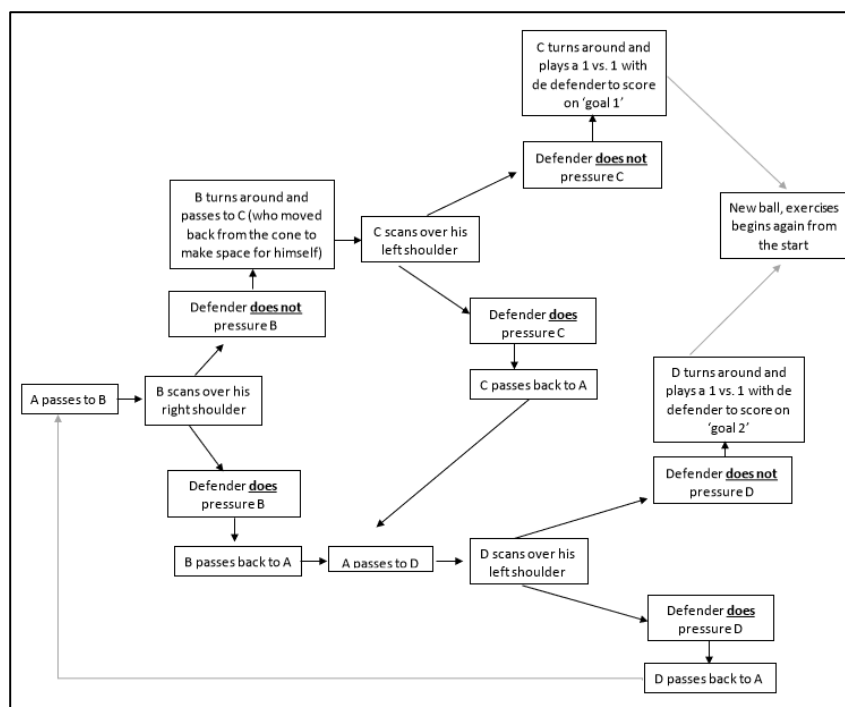 C turns around and
plays a 1 vs. 1 with
de defender to score
on ‘goal 1’
Defender does not
pressure C
B turns around and
passes to C (who moved
back from the cone to
make space for himself)
C scans over his
left shoulder
New ball, exercises
begins again from
the start
Defender does not
pressure B
Defender does
pressure C
A passes to B
B scans over his
right shoulder
C passes back to A
D turns around and
plays a 1 vs. 1 with de
defender to score on
‘goal 2’
Defender does
pressure B
Defender does not
pressure D
B passes back to A
A passes to D
D scans over his
left shoulder
Defender does
pressure D
D passes back to A